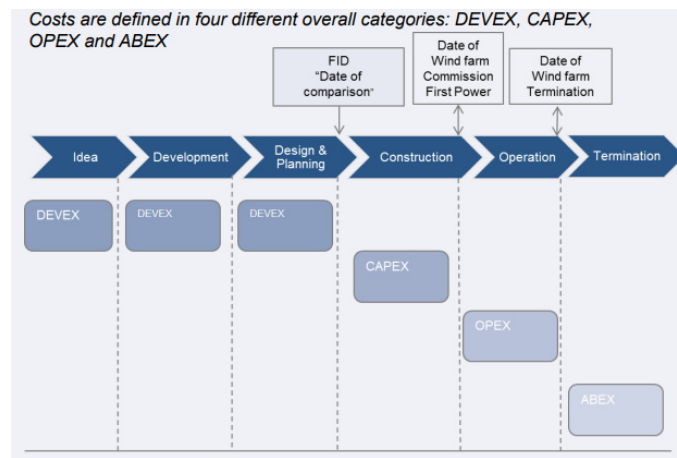 Costs are defined in four different overall categories: DEVEX, CAPEX,
OPEX and ABEX
FID
"Date of
comparison"
Date of
Wind farm
Commission
First Power
Date of
Wind farm
Termination
Idea
Development
Design &
Planning
Construction
Operation
Termination
DEVEX
DEVEX
DEVEX
CAPEX
OPEX
ABEX